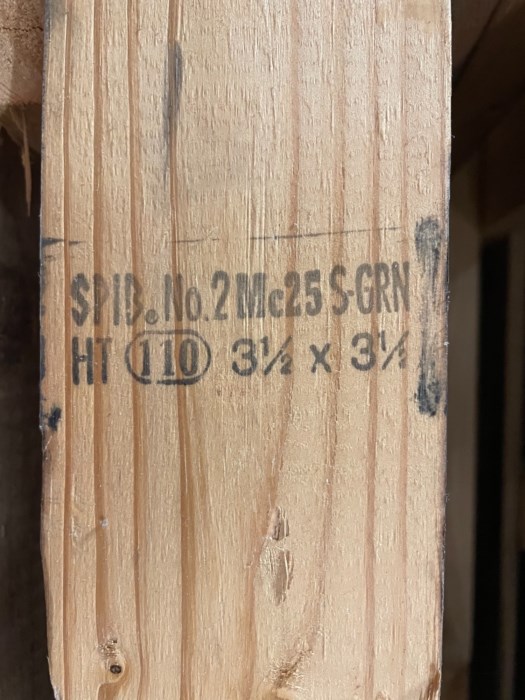 SPIB® No.2 MC25 S-GRN
HT 110 3½ x 3½